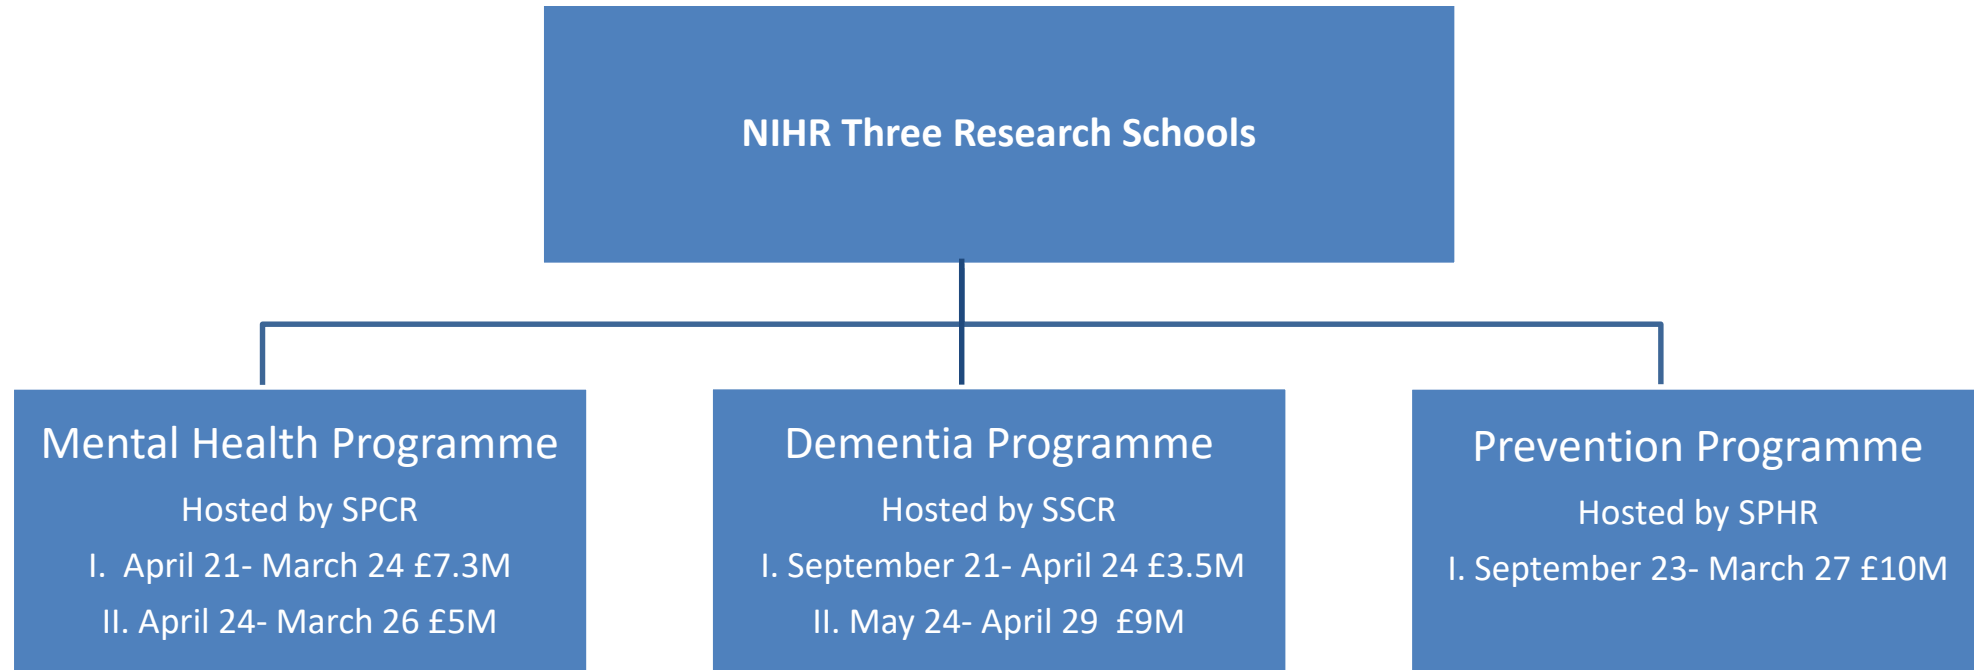 NIHR Three Research Schools
Mental Health Programme
Hosted by SPCR
I.  April 21- March 24 £7.3M
II. April 24- March 26 £5M
Dementia Programme
Hosted by SSCR
I. September 21- April 24 £3.5M
II. May 24- April 29  £9M
Prevention Programme
Hosted by SPHR
I. September 23- March 27 £10M